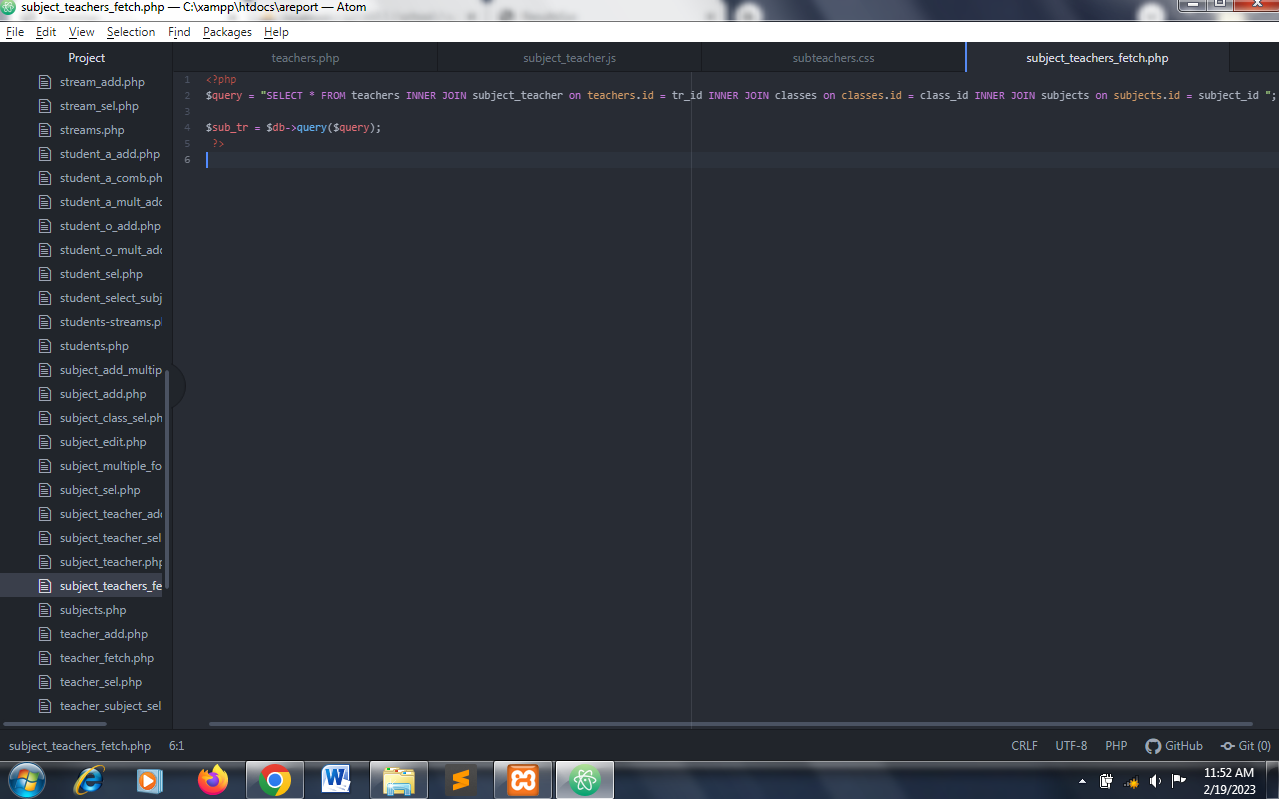 subject_teachers_fetch.php — C:\xampp\htdocs\areport — Atom
File Edit View Selection Find Packages Help
Project
teachers.php
subject_teacher.js
subteachers.css
subject_teachers_fetch.php
stream_add.php
stream_sel.php
streams.php
student_a_add.php
student_a_comb.ph
student_a_mult_add
student_o_add.php
student_o_mult_add
student_sel.php
student_select_subj
students-streams.p
students.php
subject_add_multip
subject_add.php
subject_class_sel.ph
subject_edit.php
subject_multiple_fo
subject_sel.php
subject_teacher_add
subject_teacher_sel
subject_teacher.php
subject_teachers_fe
subjects.php
teacher_add.php
teacher_fetch.php
teacher_sel.php
teacher_subject_sel
1 <?php
2 $query = "SELECT * FROM teachers INNER JOIN subject_teacher on teachers.id = tr_id INNER JOIN classes on classes.id = class_id INNER JOIN subjects on subjects.id = subject_id ";
3
4 $sub_tr = $db->query($query);
5 ?>
6
subject_teachers_fetch.php 6:1
CRLF UTF-8 PHP GitHub Git (0)
11:52 AM
2/19/2023